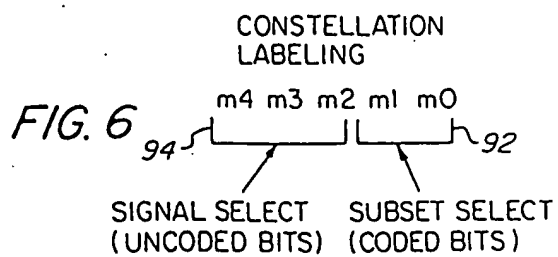 CONSTELLATION
LABELING
m4 m3 m2 m1 m0
FIG. 6
94
92
SIGNAL SELECT
(UNCODED BITS)
SUBSET SELECT
(CODED BITS)